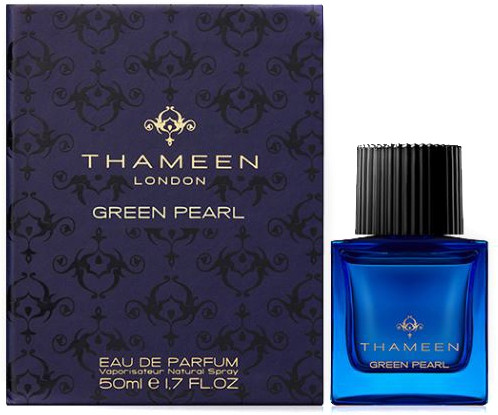 THAMEEN
LONDON
GREEN PEARL
EAU DE PARFUM
Vaporisateur Natural Spray
50ml e 1,7 FL.OZ
THAMEEN
GREEN PEARL